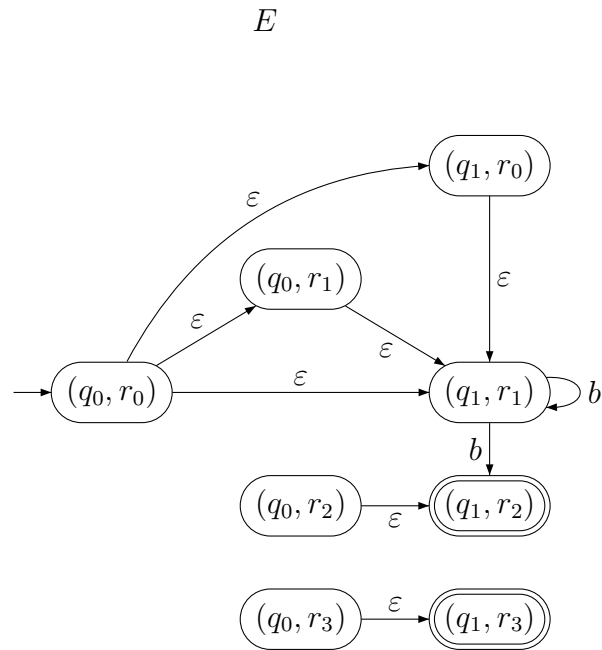 E
(q₁, r₀)
ε
ε
(q₀, r₁)
ε
ε
ε
(q₀, r₀)
(q₁, r₁)
b
b
(q₀, r₂)
ε
(q₁, r₂)
(q₀, r₃)
ε
(q₁, r₃)